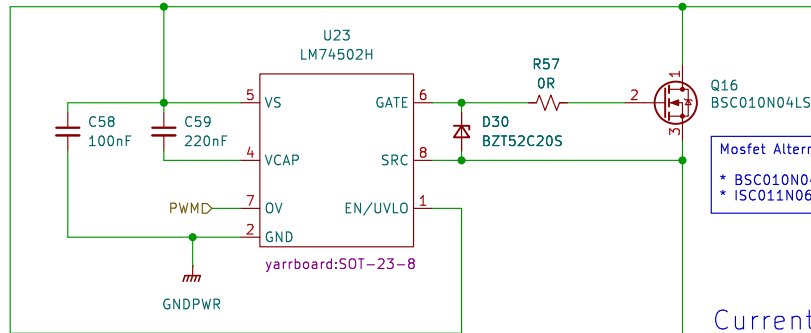 U23
LM74502H
R57
0R
Q16
BSC010N04LS
C58
100nF
C59
220nF
5
VS
GATE
6
D30
BZT52C20S
2
1
3
4
VCAP
SRC
8
PWM
7
OV
EN/UVLO
1
2
GND
yarrboard:SOT-23-8
GNDPWR
Mosfet Altern
* BSC010N04
* ISC011N06
Current